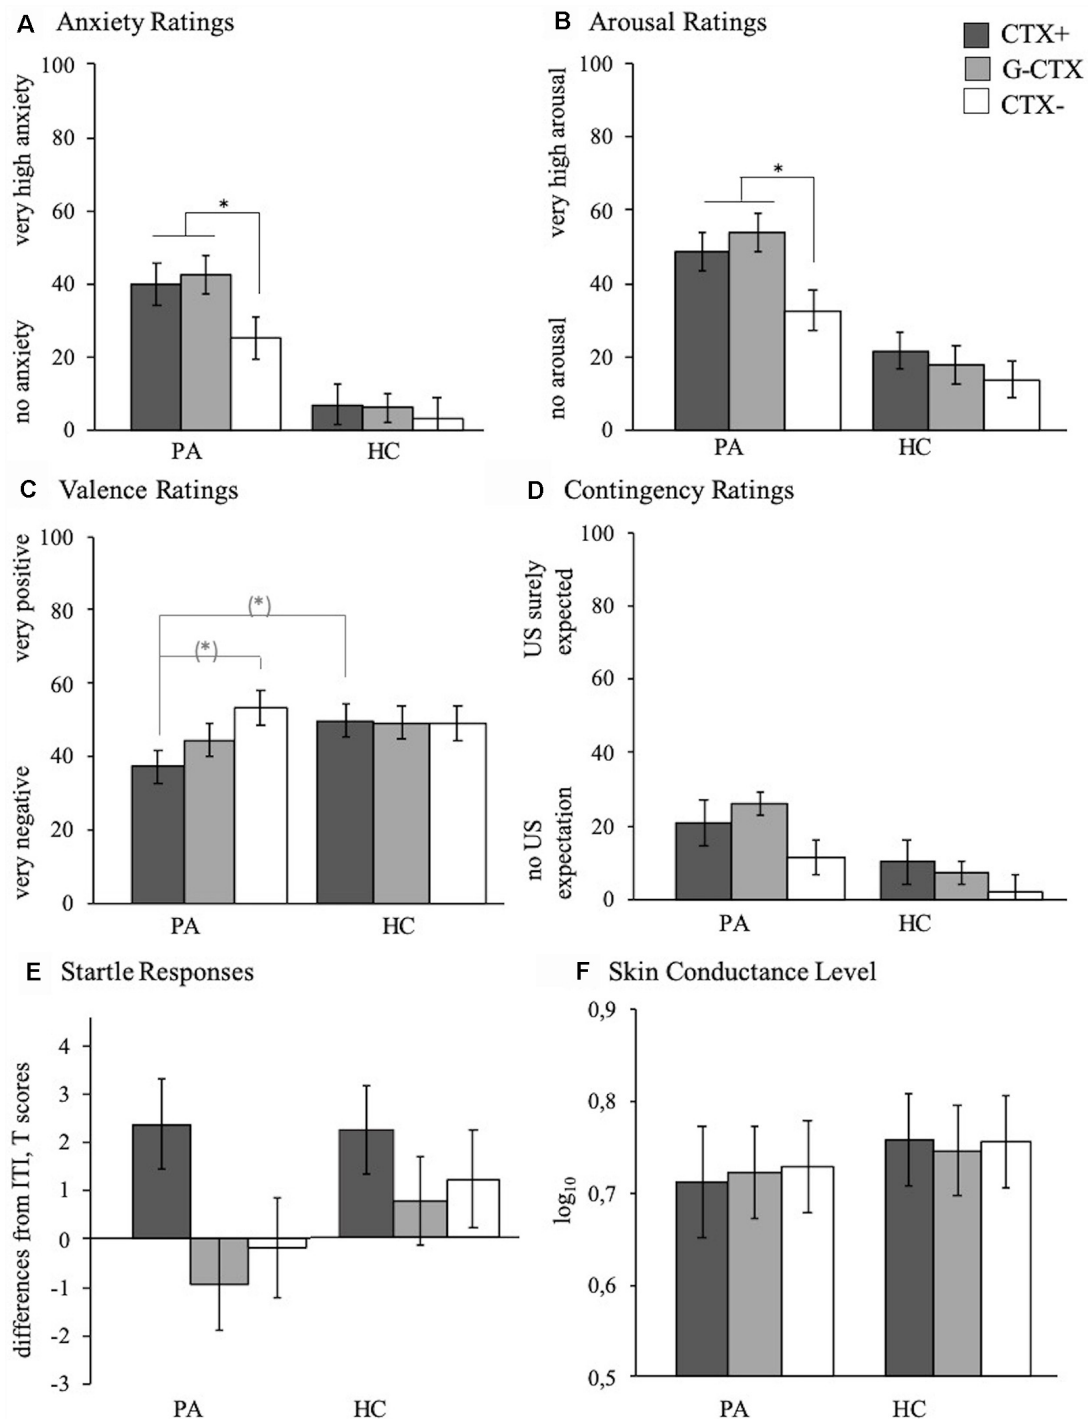 A Anxiety Ratings
very high anxiety
no anxiety
100
80
60
40
20
0
*
PA
HC
B Arousal Ratings
very high arousal
no arousal
100
80
60
40
20
0
*
PA
HC
CTX+
G-CTX
CTX-
C Valence Ratings
very positive
very negative
100
80
60
40
20
0
(*)
(*)
PA
HC
D Contingency Ratings
US surely
expected
no US
expectation
100
80
60
40
20
0
PA
HC
E Startle Responses
differences from ITI, T scores
4
3
2
1
0
-1
-2
-3
PA
HC
F Skin Conductance Level
log10
0,9
0,8
0,7
0,6
0,5
PA
HC